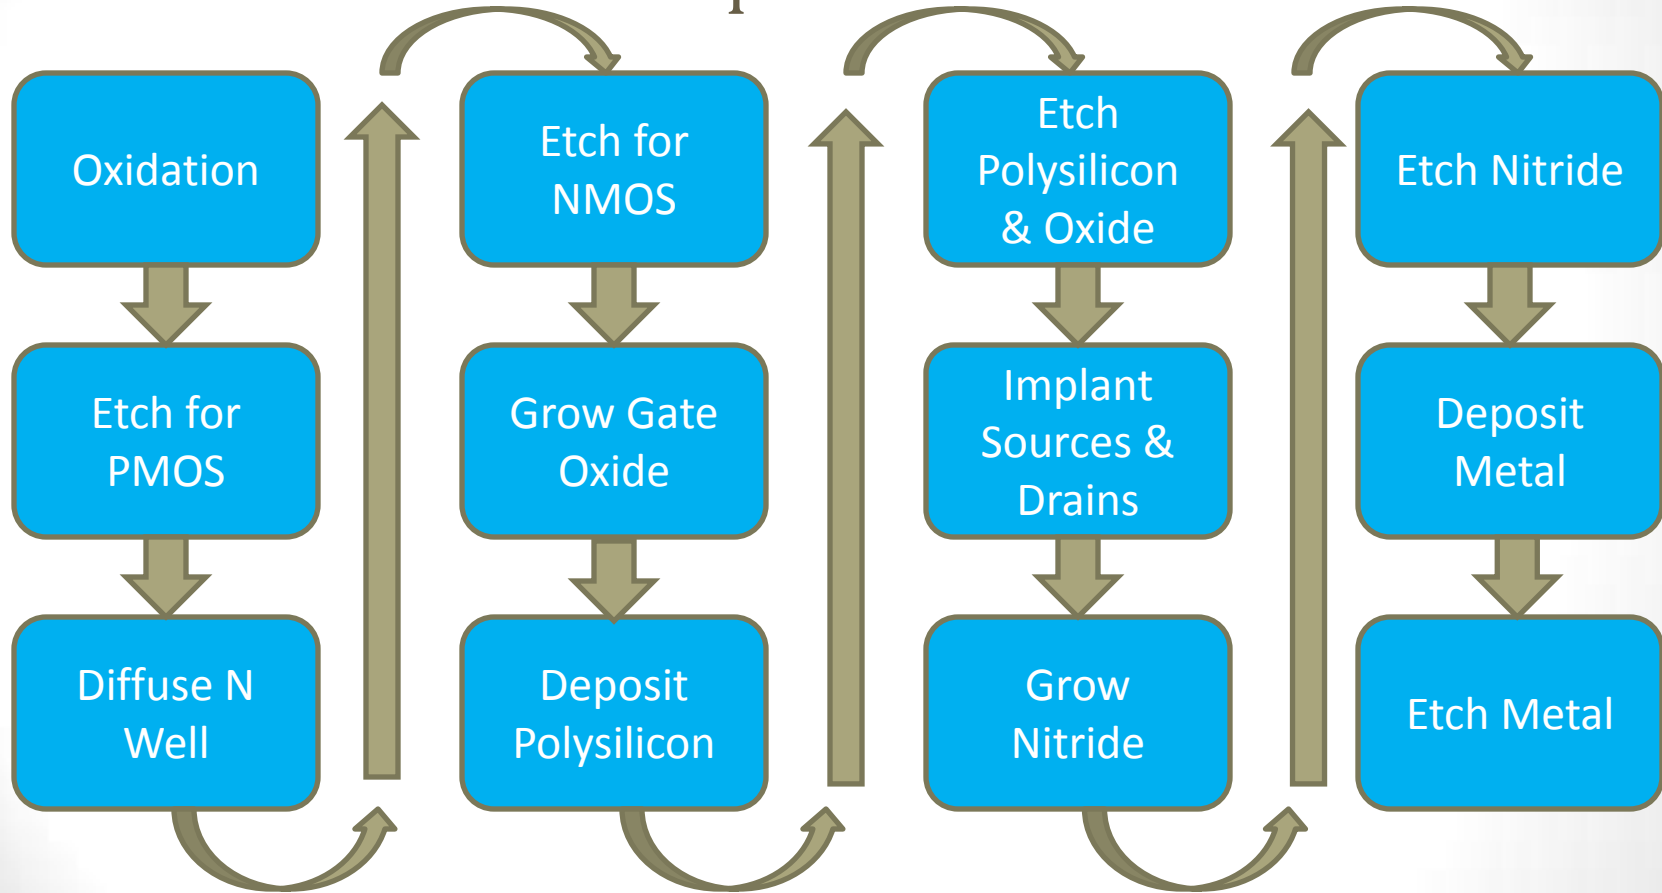 Oxidation
Etch for
PMOS
Diffuse N
Well
Etch for
NMOS
Grow Gate
Oxide
Deposit
Polysilicon
Etch
Polysilicon
& Oxide
Implant
Sources &
Drains
Grow
Nitride
Etch Nitride
Deposit
Metal
Etch Metal